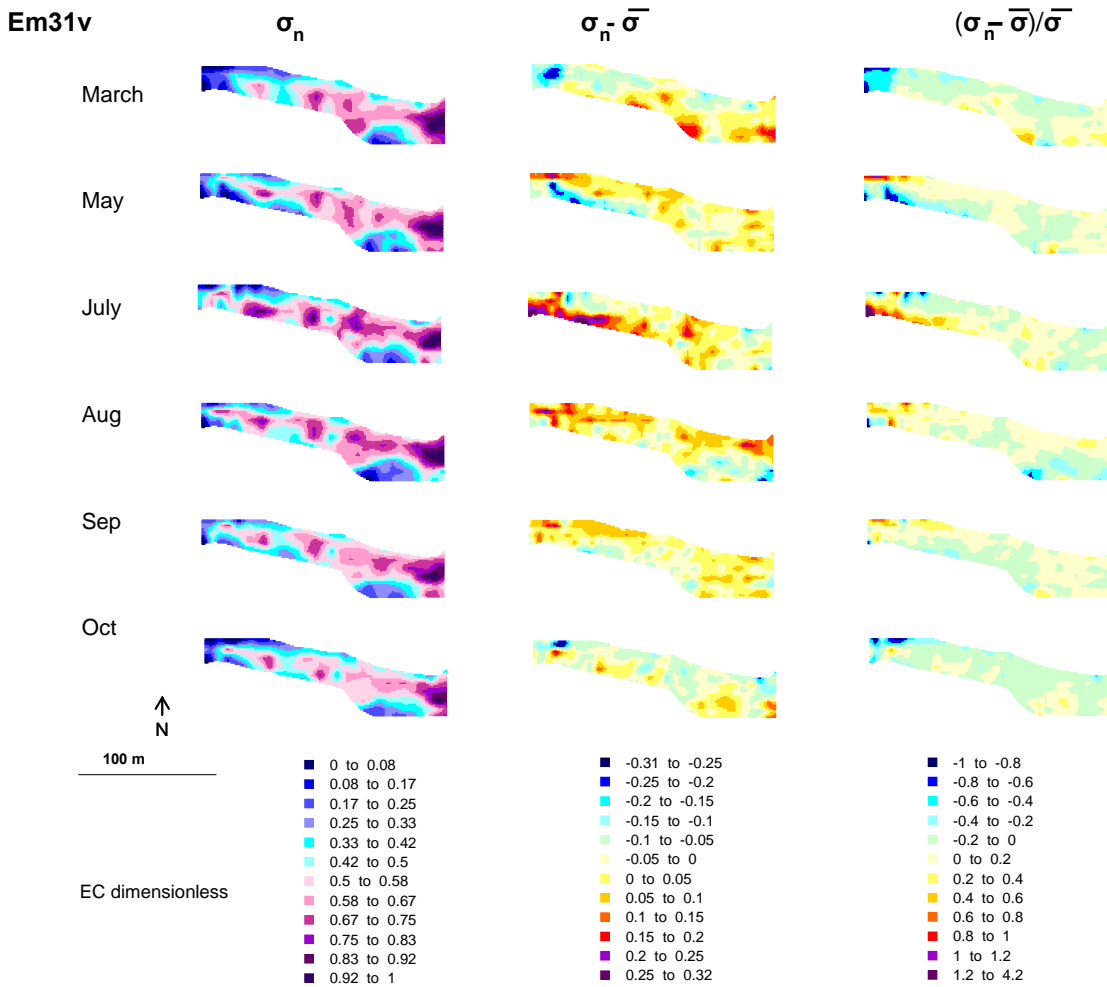 Em31v σn σn- σ̅ (σn- σ̅)/σ̅
March
May
July
Aug
Sep
Oct
N
100 m
EC dimensionless
0 to 0.08
0.08 to 0.17
0.17 to 0.25
0.25 to 0.33
0.33 to 0.42
0.42 to 0.5
0.5 to 0.58
0.58 to 0.67
0.67 to 0.75
0.75 to 0.83
0.83 to 0.92
0.92 to 1
-0.31 to -0.25
-0.25 to -0.2
-0.2 to -0.15
-0.15 to -0.1
-0.1 to -0.05
-0.05 to 0
0 to 0.05
0.05 to 0.1
0.1 to 0.15
0.15 to 0.2
0.2 to 0.25
0.25 to 0.32
-1 to -0.8
-0.8 to -0.6
-0.6 to -0.4
-0.4 to -0.2
-0.2 to 0
0 to 0.2
0.2 to 0.4
0.4 to 0.6
0.6 to 0.8
0.8 to 1
1 to 1.2
1.2 to 4.2